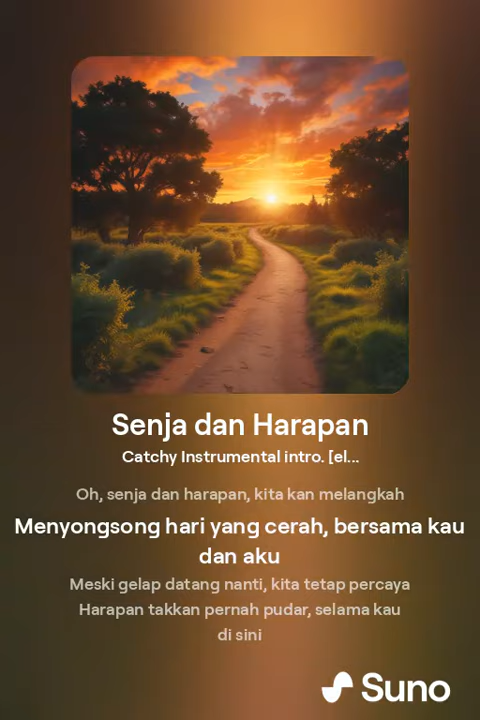 Senja dan Harapan
Catchy Instrumental intro. [el...
Oh, senja dan harapan, kita kan melangkah
Menyongsong hari yang cerah, bersama kau
dan aku
Meski gelap datang nanti, kita tetap percaya
Harapan takkan pernah pudar, selama kau
di sini
Suno